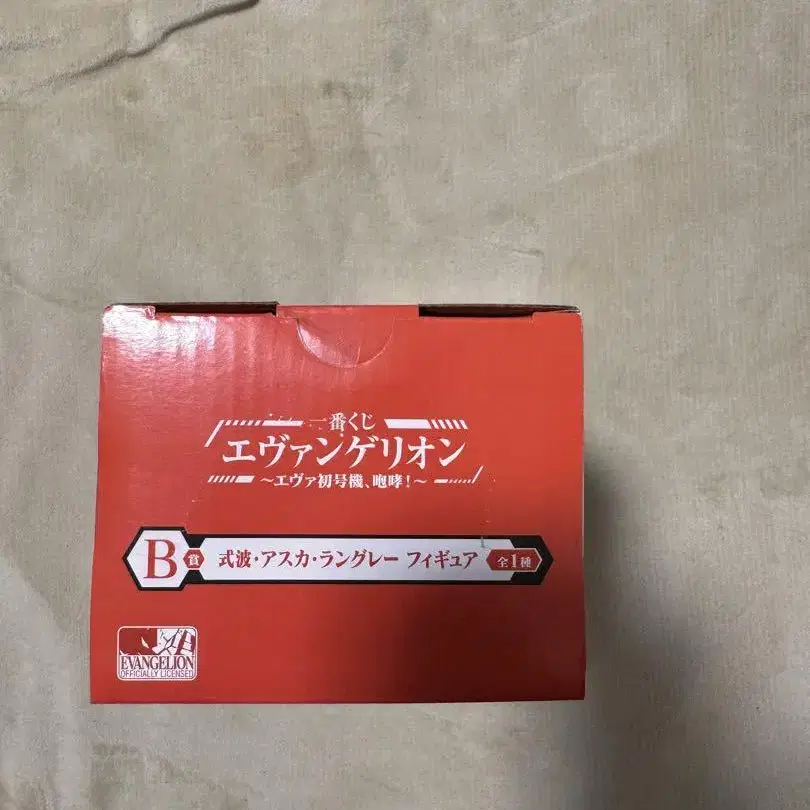 一番くじ
エヴァンゲリオン
～エヴァ初号機、咆哮！～
B賞 式波・アスカ・ラングレー フィギュア 全1種
EVANGELION
OFFICIALLY LICENSED